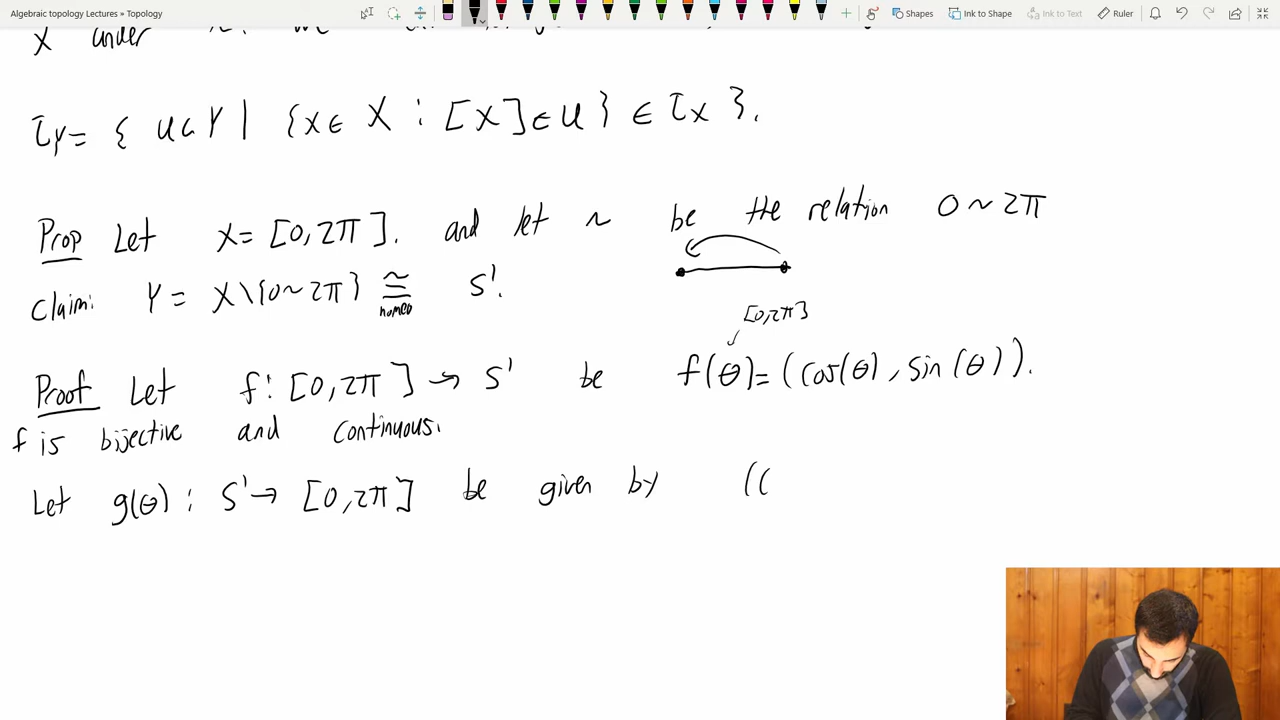 Algebraic topology Lectures » Topology
Shapes Ink to Shape Ink to Text Ruler
X under
τ_Y = { U ⊂ Y | {x ∈ X : [x] ∈ U } ∈ τ_X }.
Prop Let X = [0, 2π]. and let ~ be the relation 0 ~ 2π
Claim: Y = X \ {0 ~ 2π} ≅ S¹.
homeo
[0, 2π]
Proof Let f : [0, 2π] → S¹ be f(θ) = (cos(θ), sin(θ)).
f is bijective and continuous.
Let g(θ) : S¹ → [0, 2π] be given by ((